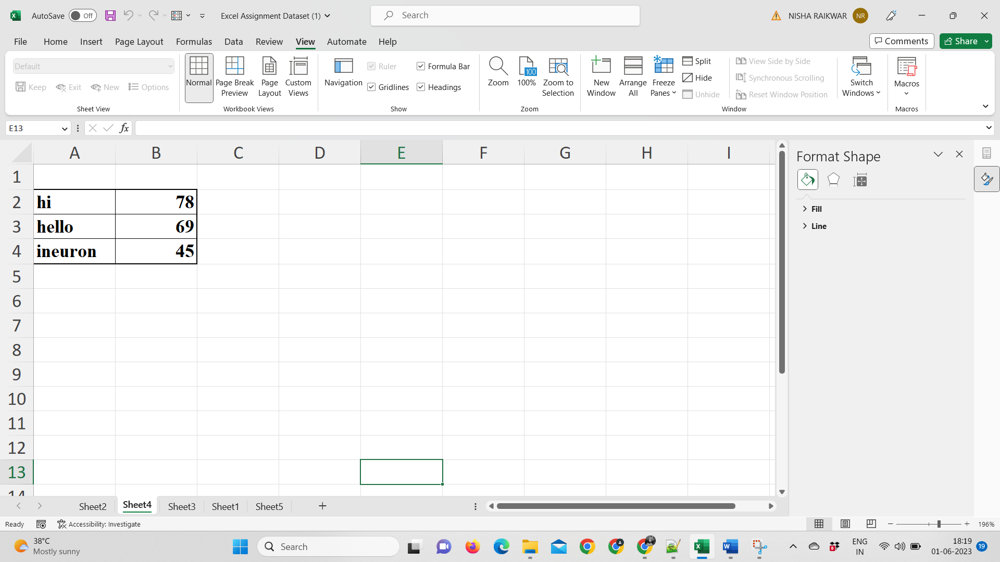 AutoSave Off Excel Assignment Dataset (1) Search NISHA RAIKWAR NR
File Home Insert Page Layout Formulas Data Review View Automate Help Comments Share
Default
Keep Exit New Options
Sheet View
Normal Page Break Preview Page Layout Custom Views
Workbook Views
Navigation
Ruler Formula Bar
Gridlines Headings
Show
Zoom 100 100% Zoom to Selection
Zoom
New Window Arrange All Freeze Panes
Split
Hide
Unhide
View Side by Side
Synchronous Scrolling
Reset Window Position
Switch Windows
Window
Macros
Macros
E13 fx
A B C D E F G H I
1
2 hi 78
3 hello 69
4 ineuron 45
5
6
7
8
9
10
11
12
13
14
Format Shape
Fill
Line
Sheet2 Sheet4 Sheet3 Sheet1 Sheet5
Ready Accessibility: Investigate 196%
38°C
Mostly sunny
Search
ENG
IN
18:19
01-06-2023
19